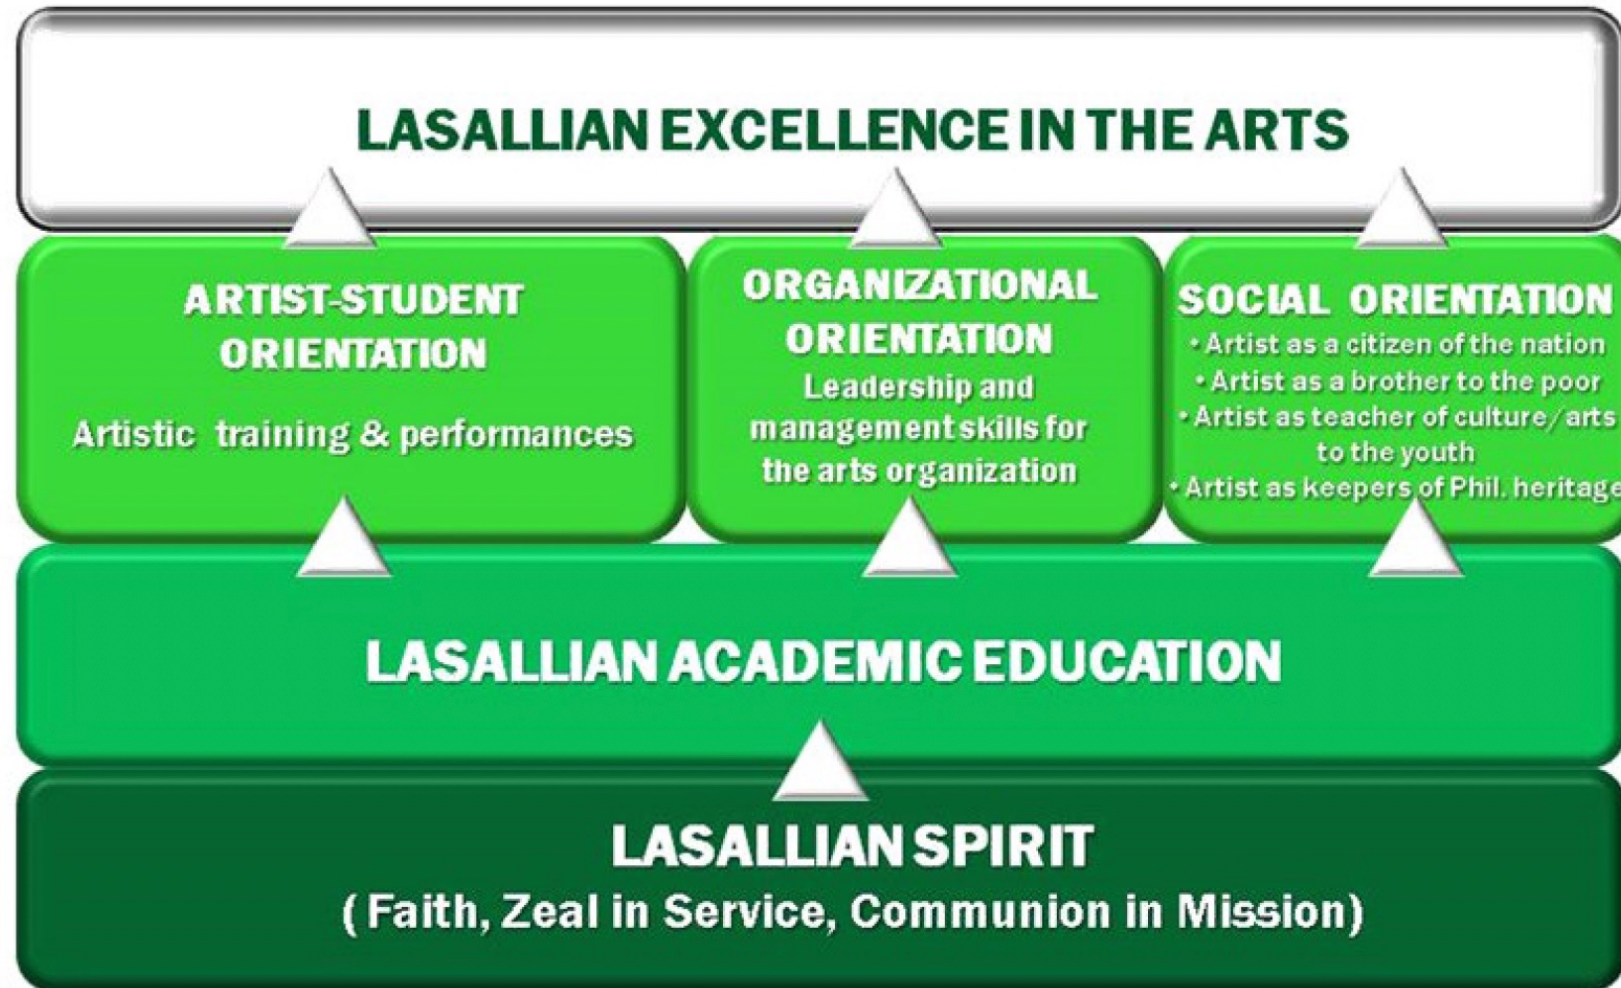 LASALLIAN EXCELLENCE IN THE ARTS
ARTIST-STUDENT
ORIENTATION
Artistic training & performances
ORGANIZATIONAL
ORIENTATION
Leadership and
management skills for
the arts organization
SOCIAL ORIENTATION
• Artist as a citizen of the nation
• Artist as a brother to the poor
• Artist as teacher of culture/arts
to the youth
• Artist as keepers of Phil. heritage
LASALLIAN ACADEMIC EDUCATION
LASALLIAN SPIRIT
( Faith, Zeal in Service, Communion in Mission)